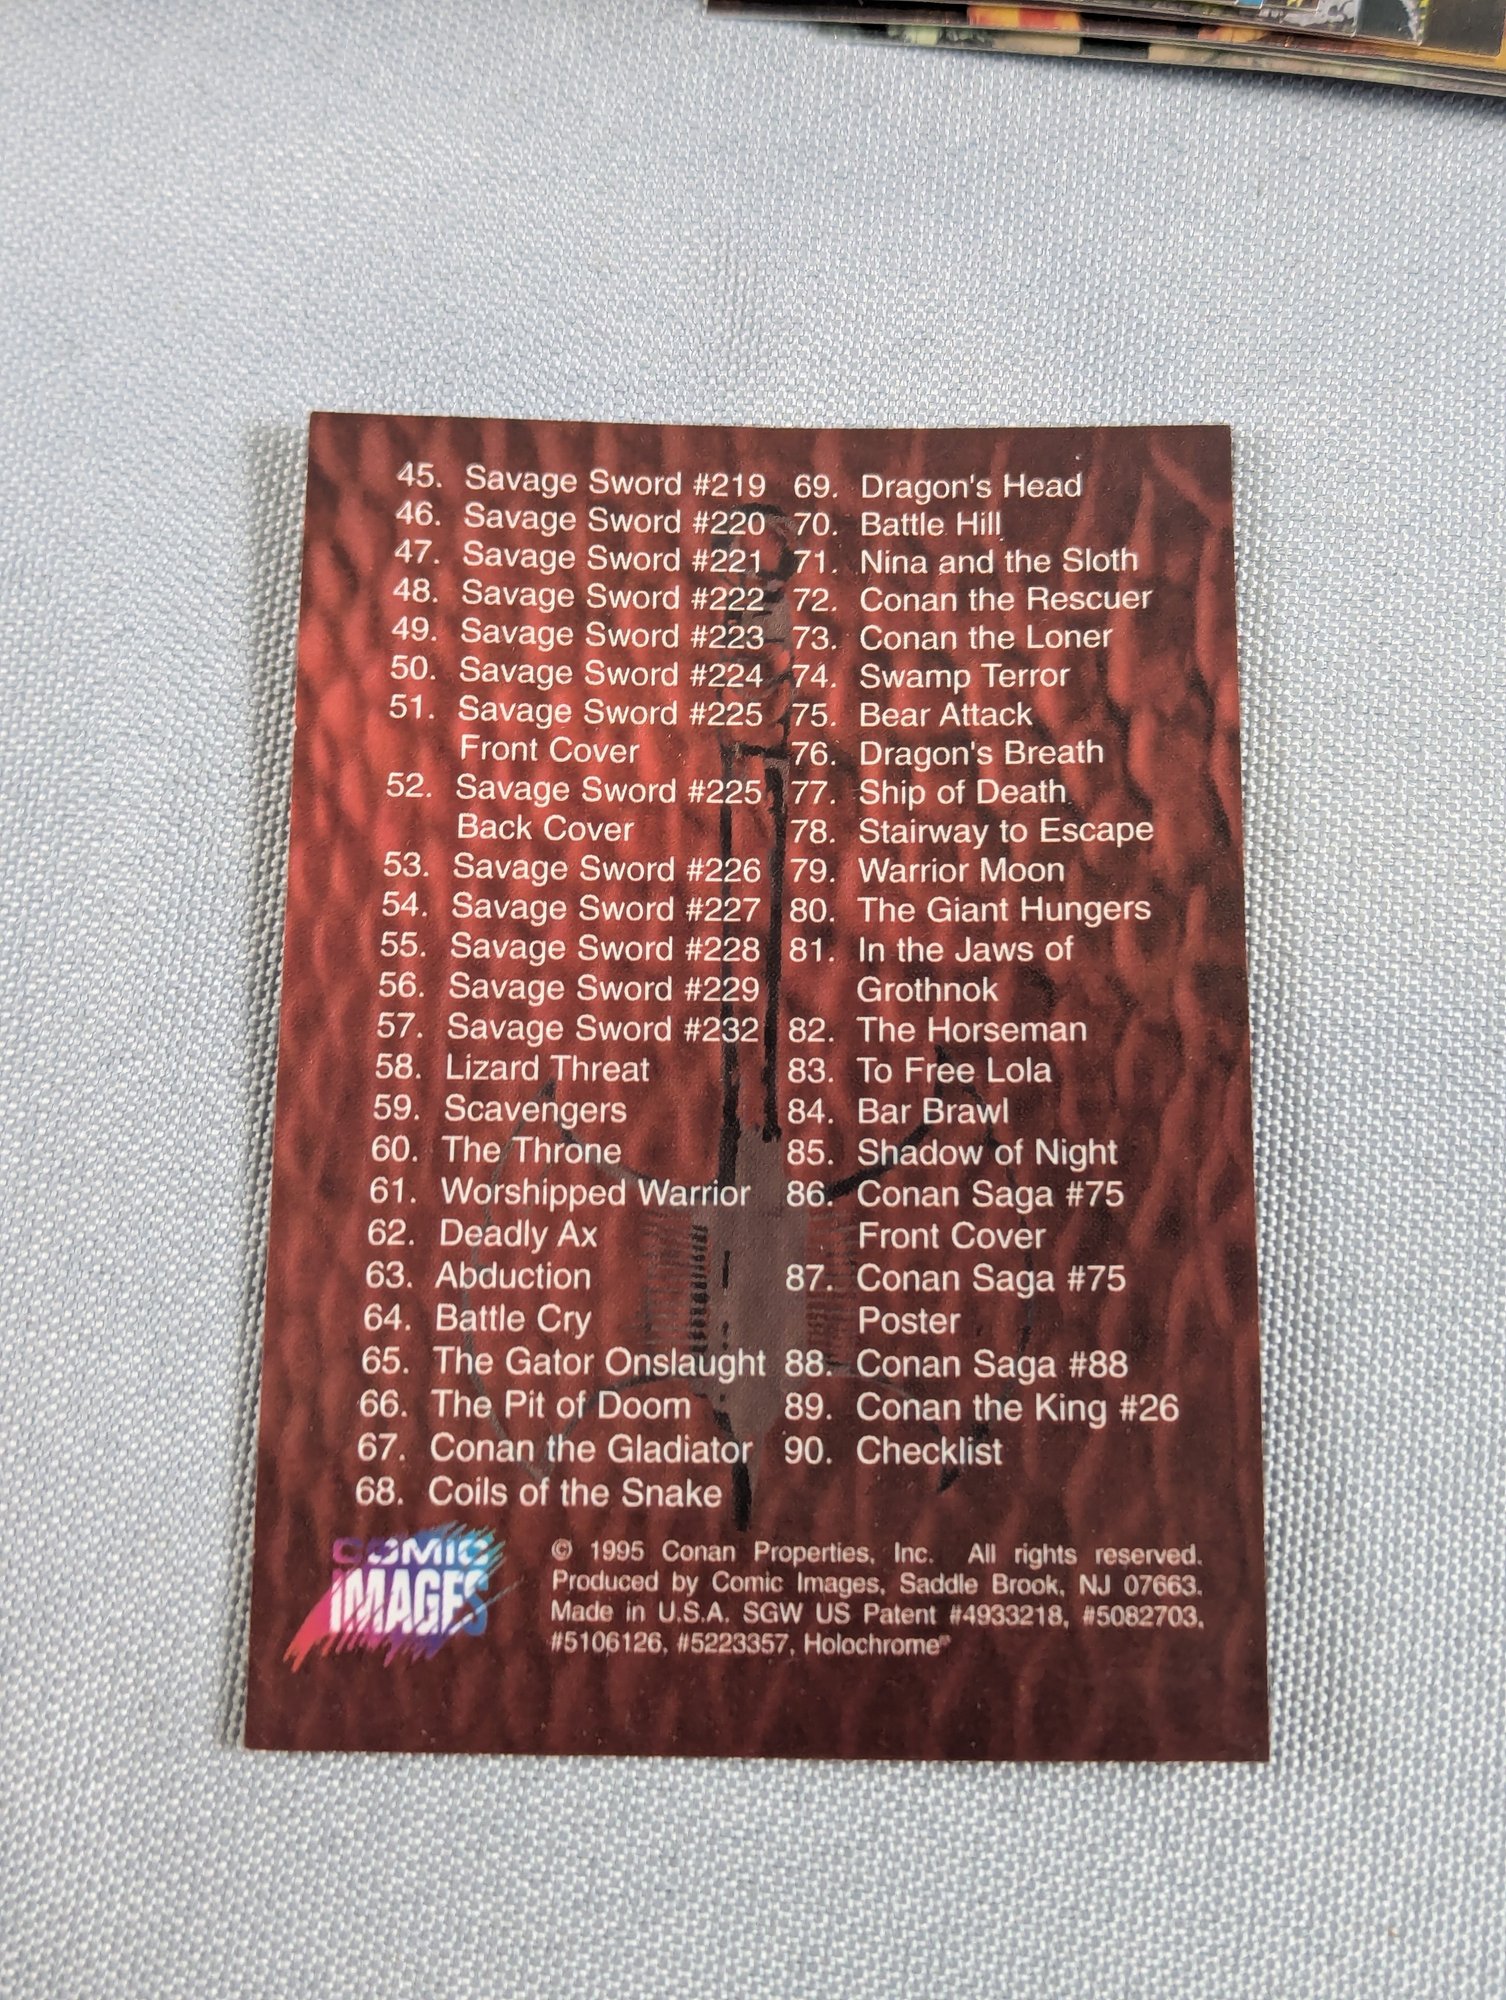 45. Savage Sword #219
46. Savage Sword #220
47. Savage Sword #221
48. Savage Sword #222
49. Savage Sword #223
50. Savage Sword #224
51. Savage Sword #225
Front Cover
52. Savage Sword #225
Back Cover
53. Savage Sword #226
54. Savage Sword #227
55. Savage Sword #228
56. Savage Sword #229
57. Savage Sword #232
58. Lizard Threat
59. Scavengers
60. The Throne
61. Worshipped Warrior
62. Deadly Ax
63. Abduction
64. Battle Cry
65. The Gator Onslaught
66. The Pit of Doom
67. Conan the Gladiator
68. Coils of the Snake
69. Dragon's Head
70. Battle Hill
71. Nina and the Sloth
72. Conan the Rescuer
73. Conan the Loner
74. Swamp Terror
75. Bear Attack
76. Dragon's Breath
77. Ship of Death
78. Stairway to Escape
79. Warrior Moon
80. The Giant Hungers
81. In the Jaws of
Grothnok
82. The Horseman
83. To Free Lola
84. Bar Brawl
85. Shadow of Night
86. Conan Saga #75
Front Cover
87. Conan Saga #75
Poster
88. Conan Saga #88
89. Conan the King #26
90. Checklist
COMIC
IMAGES
© 1995 Conan Properties, Inc. All rights reserved.
Produced by Comic Images, Saddle Brook, NJ 07663.
Made in U.S.A. SGW US Patent #4933218, #5082703,
#5106126, #5223357, Holochrome®